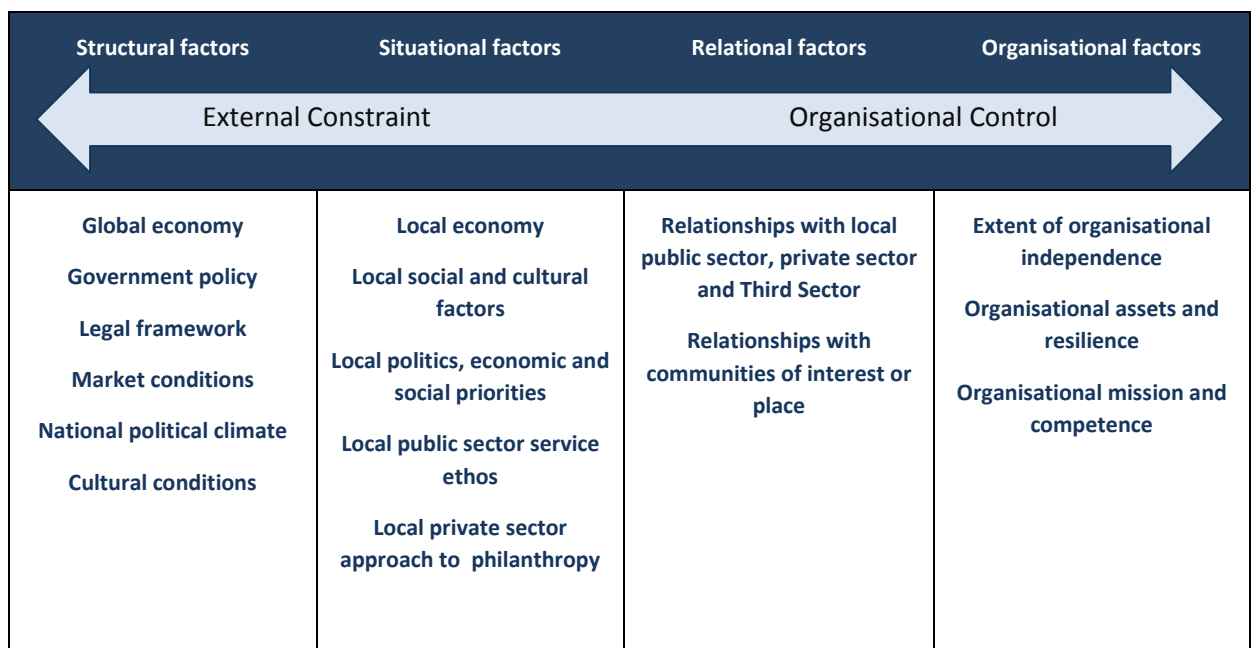 Structural factors
Situational factors
Relational factors
Organisational factors
External Constraint
Organisational Control
Global economy
Government policy
Legal framework
Market conditions
National political climate
Cultural conditions
Local economy
Local social and cultural
factors
Local politics, economic and
social priorities
Local public sector service
ethos
Local private sector
approach to  philanthropy
Relationships with local
public sector, private sector
and Third Sector
Relationships with
communities of interest or
place
Extent of organisational
independence
Organisational assets and
resilience
Organisational mission and
competence